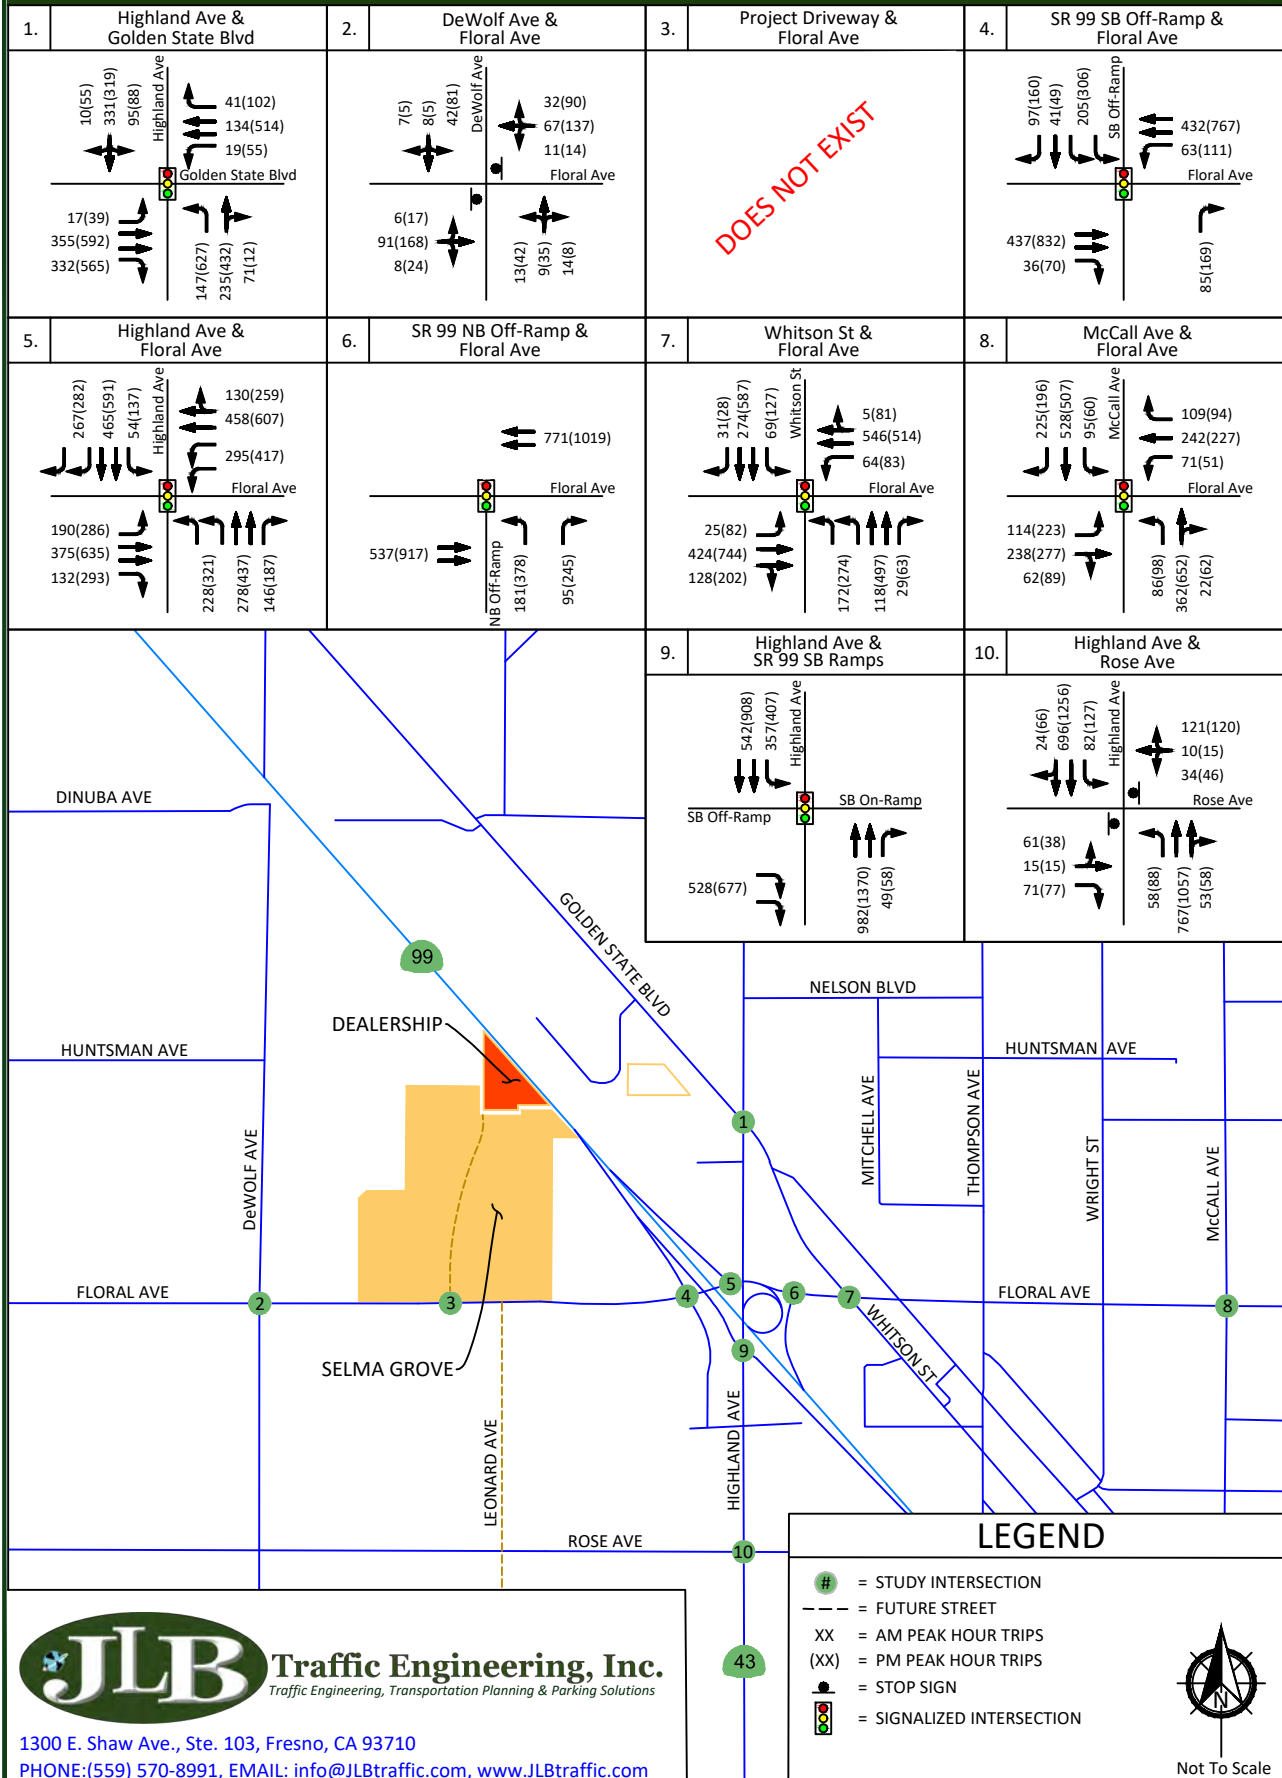 1.
Highland Ave &
Golden State Blvd
10(55)
331(319)
95(88)
Highland Ave
41(102)
134(514)
19(55)
Golden State Blvd
17(39)
355(592)
332(565)
147(627)
235(432)
71(12)
2.
DeWolf Ave &
Floral Ave
7(5)
8(5)
42(81)
DeWolf Ave
32(90)
67(137)
11(14)
Floral Ave
6(17)
91(168)
8(24)
13(42)
9(35)
14(8)
3.
Project Driveway &
Floral Ave
DOES NOT EXIST
4.
SR 99 SB Off-Ramp &
Floral Ave
97(160)
41(49)
205(306)
SB Off-Ramp
432(767)
63(111)
Floral Ave
437(832)
36(70)
85(169)
5.
Highland Ave &
Floral Ave
267(282)
465(591)
54(137)
Highland Ave
130(259)
458(607)
295(417)
Floral Ave
190(286)
375(635)
132(293)
228(321)
278(437)
146(187)
6.
SR 99 NB Off-Ramp &
Floral Ave
771(1019)
Floral Ave
537(917)
NB Off-Ramp
181(378)
95(245)
7.
Whitson St &
Floral Ave
31(28)
274(587)
69(127)
Whitson St
5(81)
546(514)
64(83)
Floral Ave
25(82)
424(744)
128(202)
172(274)
118(497)
29(63)
8.
McCall Ave &
Floral Ave
225(196)
528(507)
95(60)
McCall Ave
109(94)
242(227)
71(51)
Floral Ave
114(223)
238(277)
62(89)
86(98)
362(652)
22(62)
9.
Highland Ave &
SR 99 SB Ramps
542(908)
357(407)
Highland Ave
SB On-Ramp
SB Off-Ramp
528(677)
982(1370)
49(58)
10.
Highland Ave &
Rose Ave
24(66)
696(1256)
82(127)
Highland Ave
121(120)
10(15)
34(46)
Rose Ave
61(38)
15(15)
71(77)
58(88)
767(1057)
53(58)
DINUBA AVE
99
GOLDEN STATE BLVD
NELSON BLVD
DEALERSHIP
HUNTSMAN AVE
HUNTSMAN AVE
MITCHELL AVE
THOMPSON AVE
WRIGHT ST
McCALL AVE
DeWOLF AVE
1
FLORAL AVE
2
3
4
5
6
7
FLORAL AVE
8
9
WHITSON ST
SELMA GROVE
LEONARD AVE
HIGHLAND AVE
ROSE AVE
10
43
LEGEND
# = STUDY INTERSECTION
= FUTURE STREET
XX = AM PEAK HOUR TRIPS
(XX) = PM PEAK HOUR TRIPS
= STOP SIGN
= SIGNALIZED INTERSECTION
N
Not To Scale
JLB Traffic Engineering, Inc.
Traffic Engineering, Transportation Planning & Parking Solutions
1300 E. Shaw Ave., Ste. 103, Fresno, CA 93710
PHONE:(559) 570-8991, EMAIL: info@JLBtraffic.com, www.JLBtraffic.com